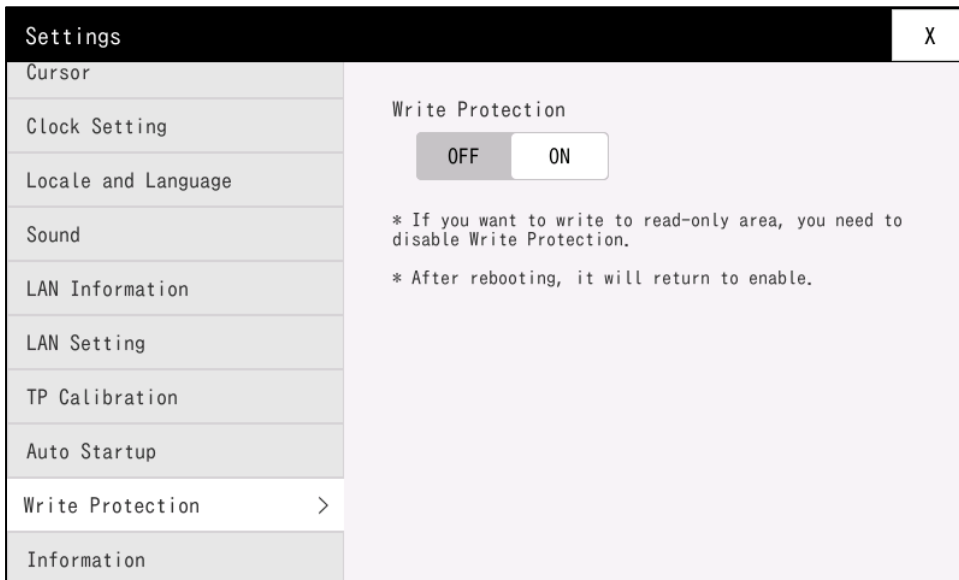 Settings
X
Cursor
Clock Setting
Locale and Language
Sound
LAN Information
LAN Setting
TP Calibration
Auto Startup
Write Protection >
Information
Write Protection
OFF ON
* If you want to write to read-only area, you need to
disable Write Protection.
* After rebooting, it will return to enable.